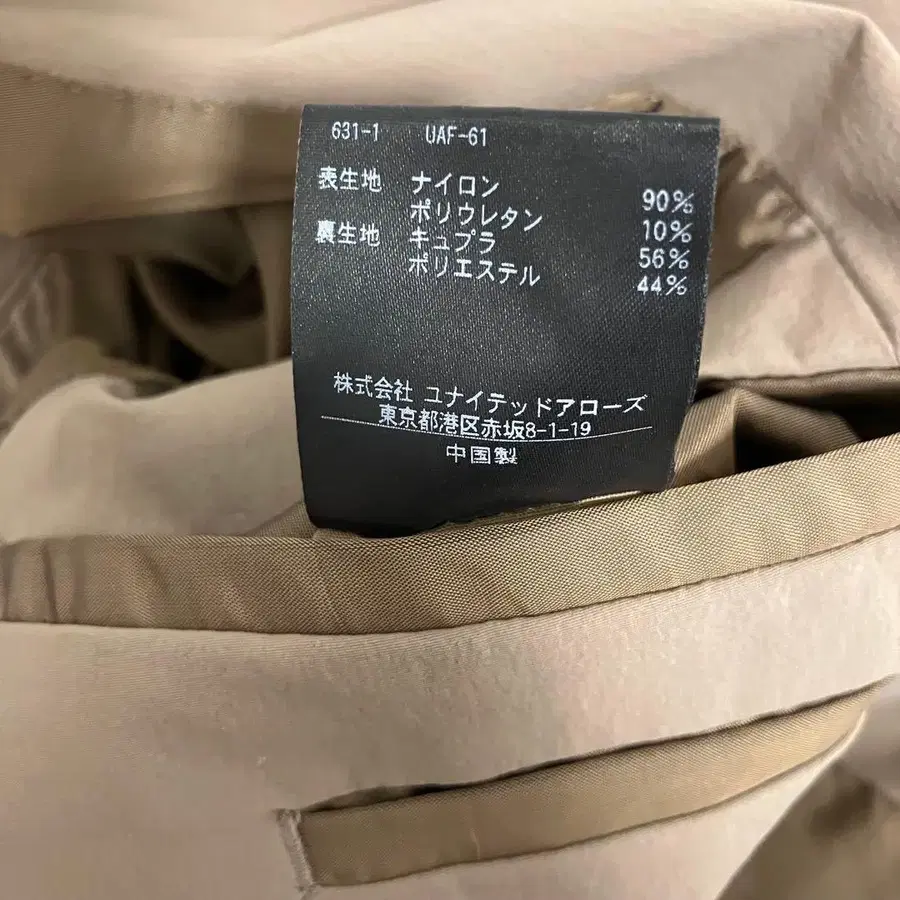 631-1 UAF-61
表生地 ナイロン 90%
ポリウレタン 10%
裏生地 キュプラ 56%
ポリエステル 44%
株式会社 ユナイテッドアローズ
東京都港区赤坂8-1-19
中国製